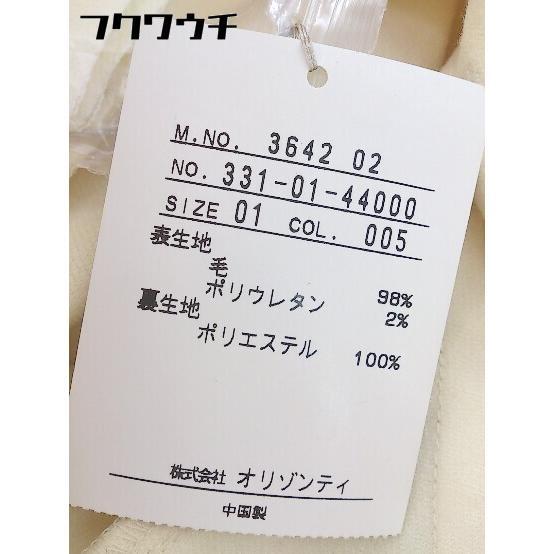 フクワウチ
M.NO. 3642 02
NO. 331-01-44000
SIZE 01 COL. 005
表生地
毛 98%
ポリウレタン 2%
裏生地
ポリエステル 100%
株式会社 オリゾンティ
中国製